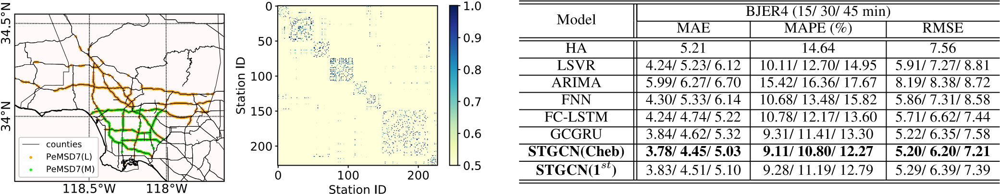 34.5°N
34°N
counties
PeMSD7(L)
PeMSD7(M)
118.5°W 118°W
Station ID
0
50
100
150
200
0 100 200
Station ID
1.0
0.9
0.8
0.7
0.6
0.5
Model BJER4 (15/ 30/ 45 min)
MAE MAPE (%) RMSE
HA 5.21 14.64 7.56
LSVR 4.24/ 5.23/ 6.12 10.11/ 12.70/ 14.95 5.91/ 7.27/ 8.81
ARIMA 5.99/ 6.27/ 6.70 15.42/ 16.36/ 17.67 8.19/ 8.38/ 8.72
FNN 4.30/ 5.33/ 6.14 10.68/ 13.48/ 15.82 5.86/ 7.31/ 8.58
FC-LSTM 4.24/ 4.74/ 5.22 10.78/ 12.17/ 13.60 5.71/ 6.62/ 7.44
GCGRU 3.84/ 4.62/ 5.32 9.31/ 11.41/ 13.30 5.22/ 6.35/ 7.58
STGCN(Cheb) 3.78/ 4.45/ 5.03 9.11/ 10.80/ 12.27 5.20/ 6.20/ 7.21
STGCN(1st) 3.83/ 4.51/ 5.10 9.28/ 11.19/ 12.79 5.29/ 6.39/ 7.39